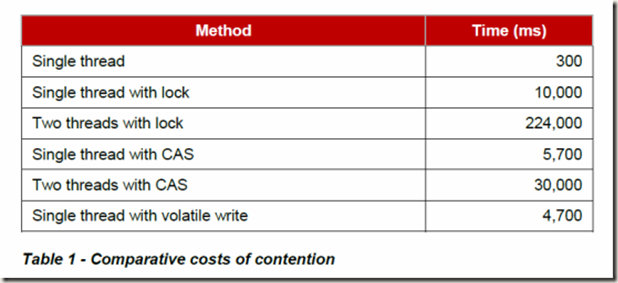 Method Time (ms)
Single thread 300
Single thread with lock 10,000
Two threads with lock 224,000
Single thread with CAS 5,700
Two threads with CAS 30,000
Single thread with volatile write 4,700
Table 1 - Comparative costs of contention